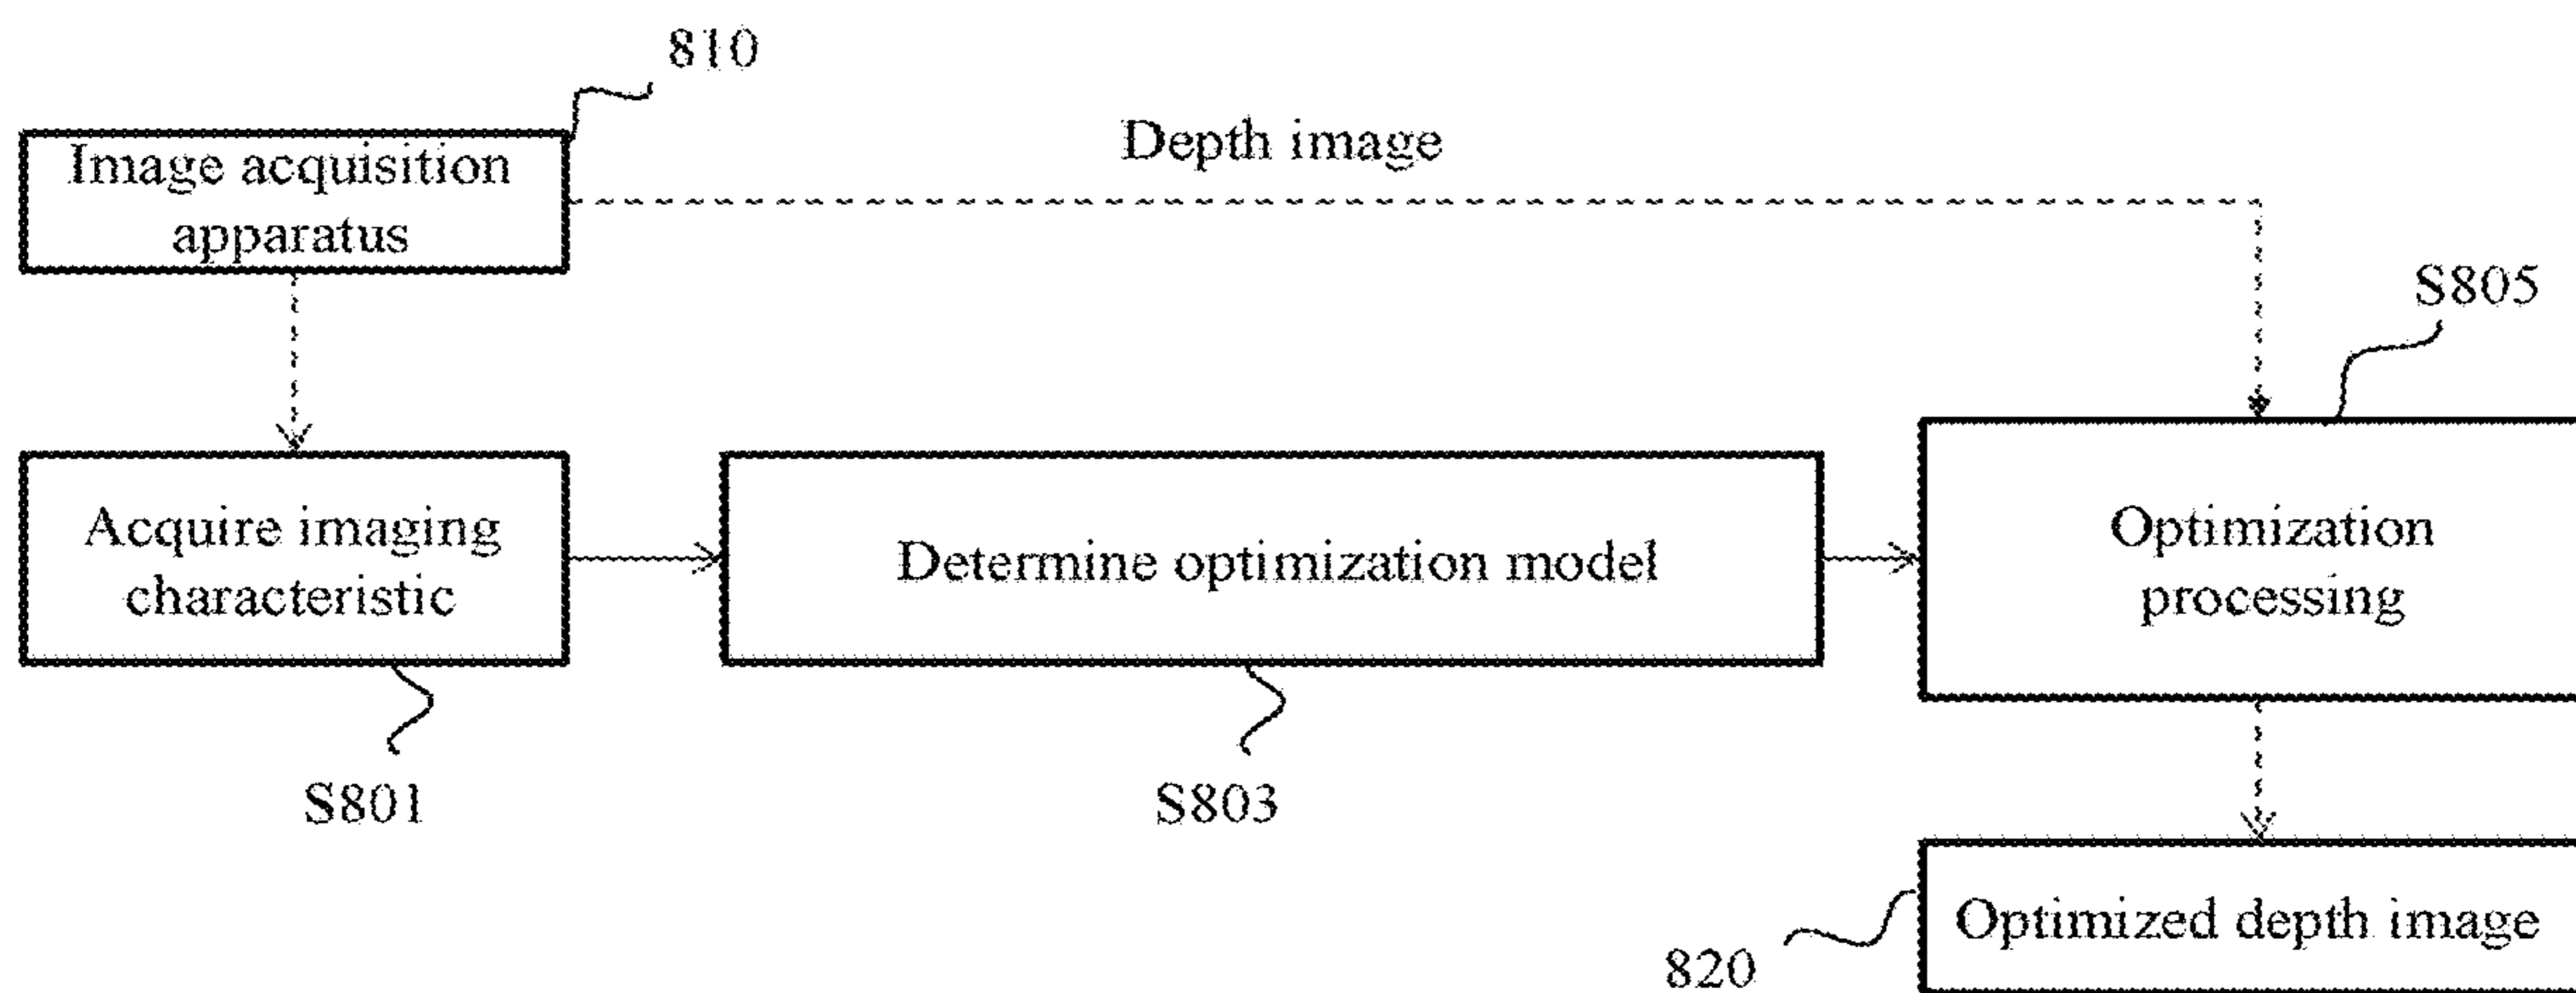 810
Image acquisition
apparatus
Depth image
S805
Acquire imaging
characteristic
Determine optimization model
Optimization
processing
S801
S803
820
Optimized depth image